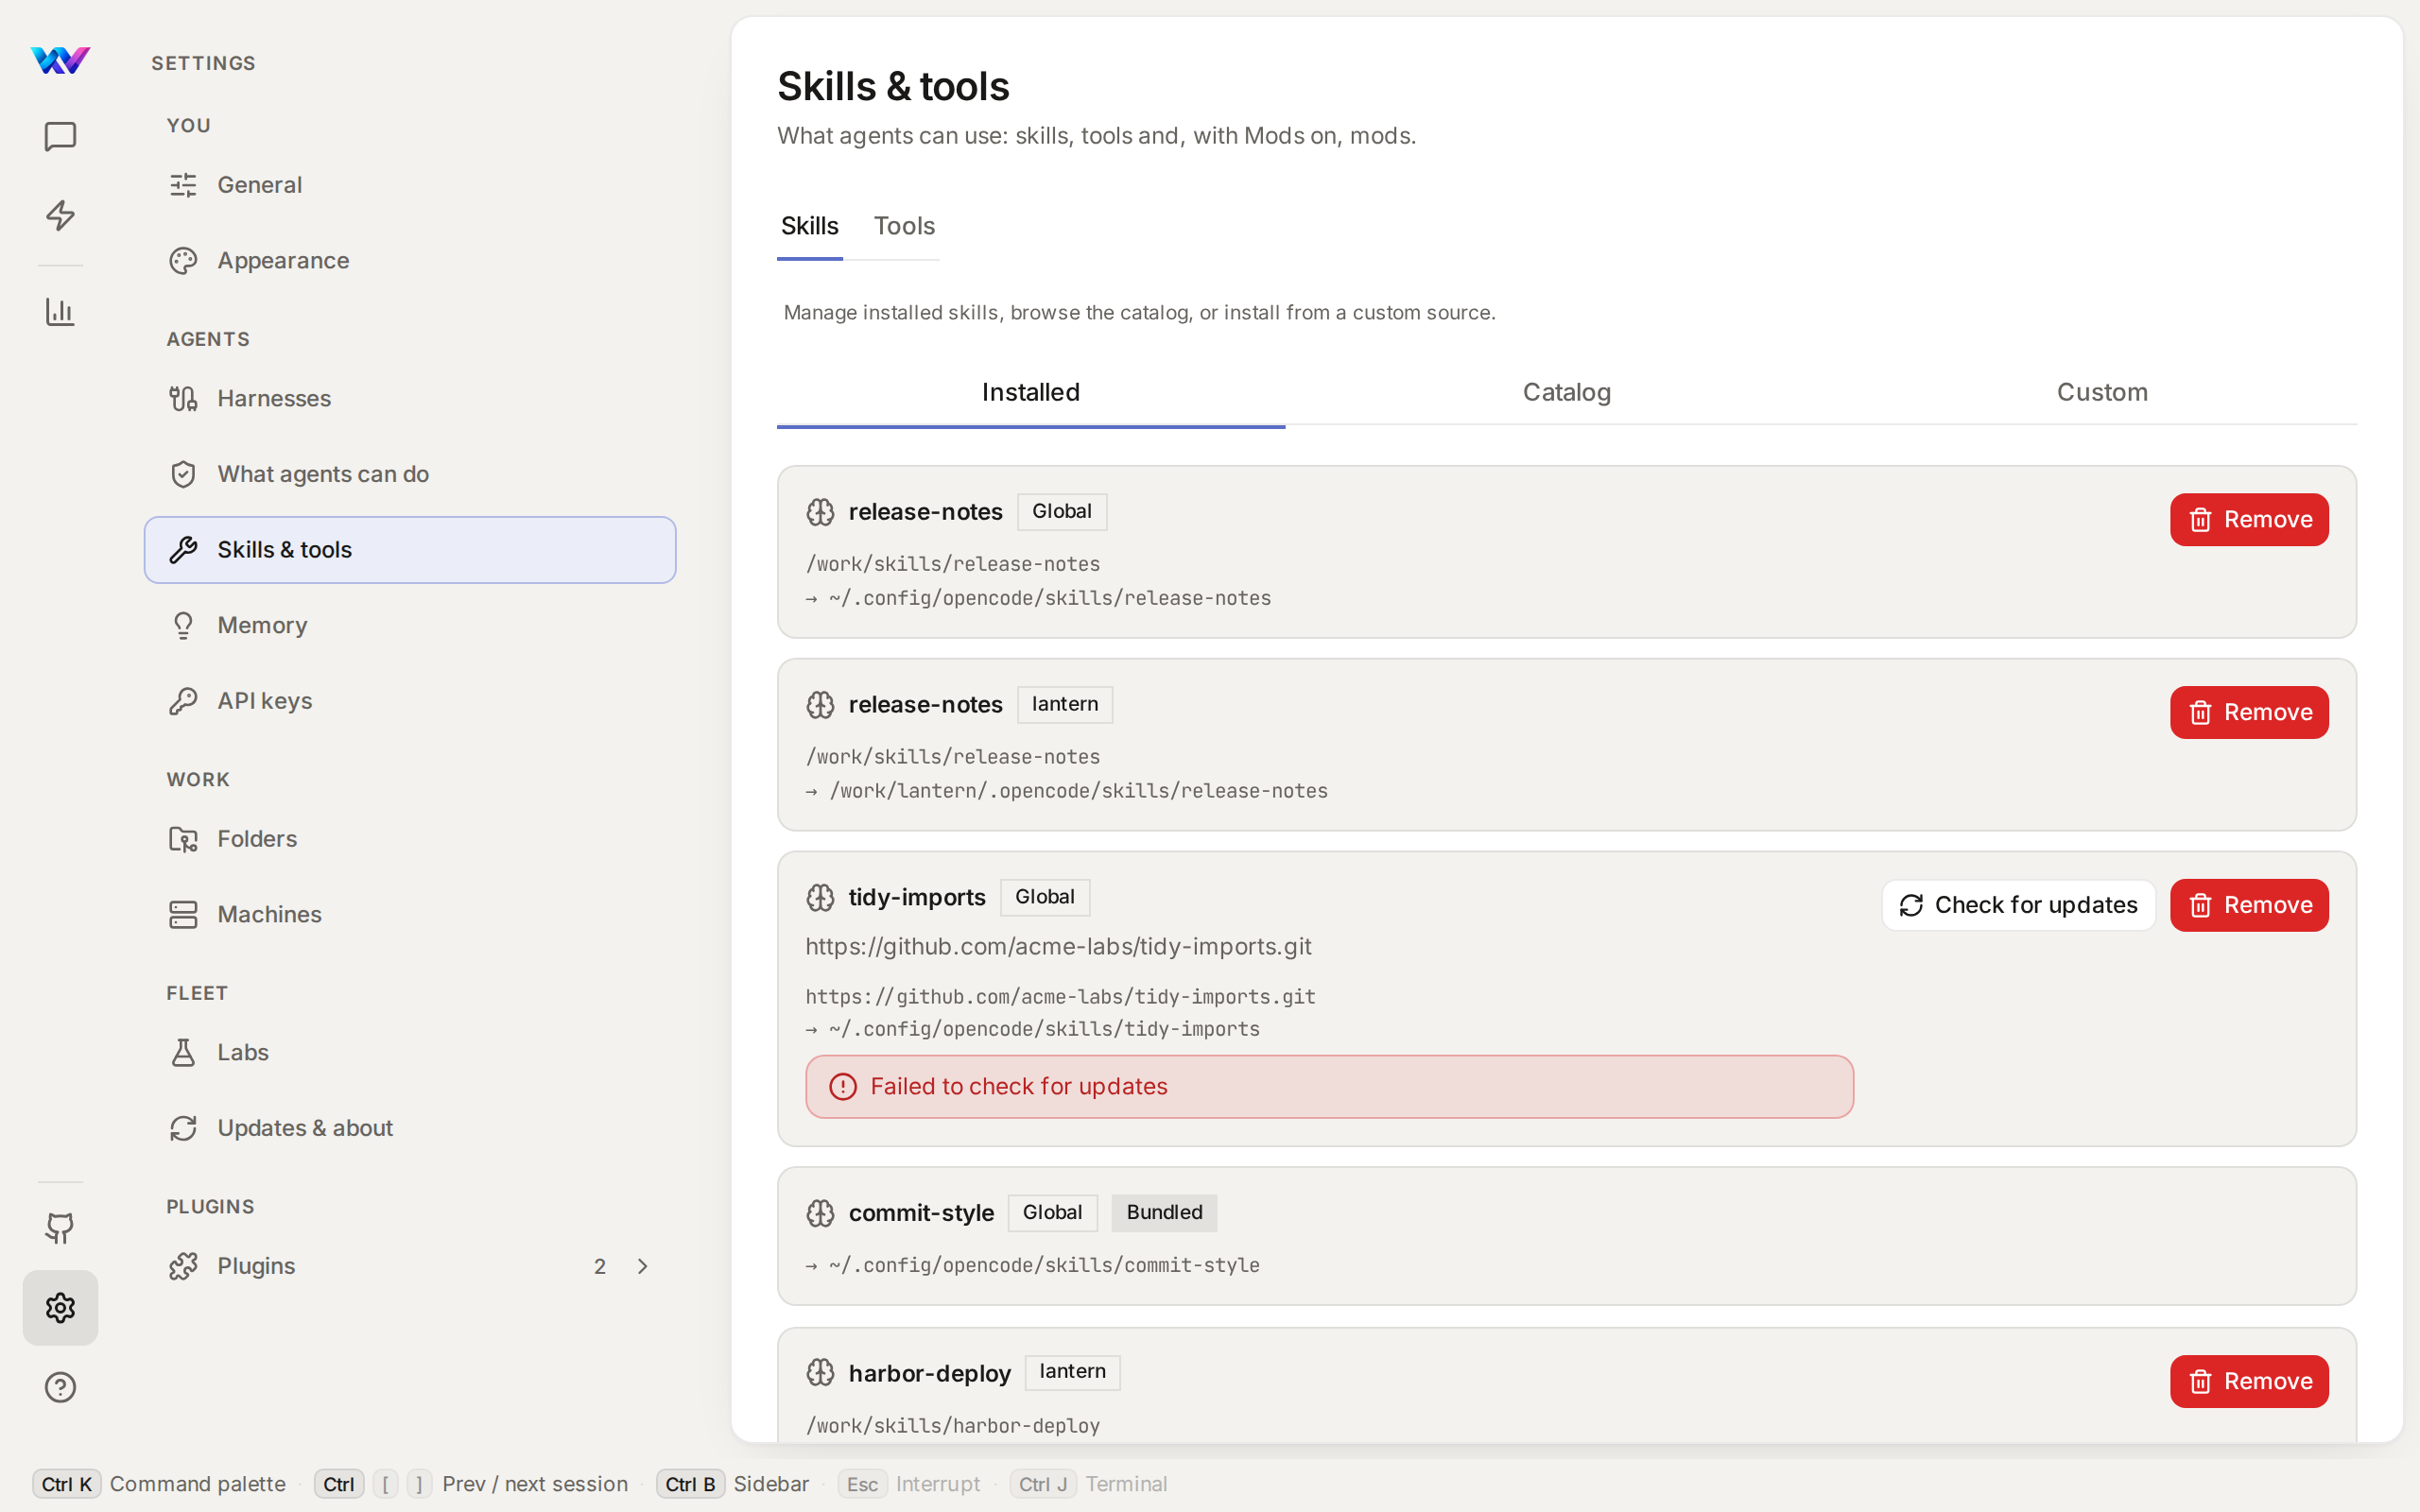 SETTINGS
YOU
General
Appearance
AGENTS
Harnesses
What agents can do
Skills & tools
Memory
API keys
WORK
Folders
Machines
FLEET
Labs
Updates & about
PLUGINS
Plugins 2
Skills & tools
What agents can use: skills, tools and, with Mods on, mods.
Skills Tools
Manage installed skills, browse the catalog, or install from a custom source.
Installed Catalog Custom
release-notes Global Remove
/work/skills/release-notes
→ ~/.config/opencode/skills/release-notes
release-notes lantern Remove
/work/skills/release-notes
→ /work/lantern/.opencode/skills/release-notes
tidy-imports Global Check for updates Remove
https://github.com/acme-labs/tidy-imports.git
https://github.com/acme-labs/tidy-imports.git
→ ~/.config/opencode/skills/tidy-imports
Failed to check for updates
commit-style Global Bundled
→ ~/.config/opencode/skills/commit-style
harbor-deploy lantern Remove
/work/skills/harbor-deploy
Ctrl K Command palette · Ctrl [ ] Prev / next session · Ctrl B Sidebar · Esc Interrupt · Ctrl J Terminal